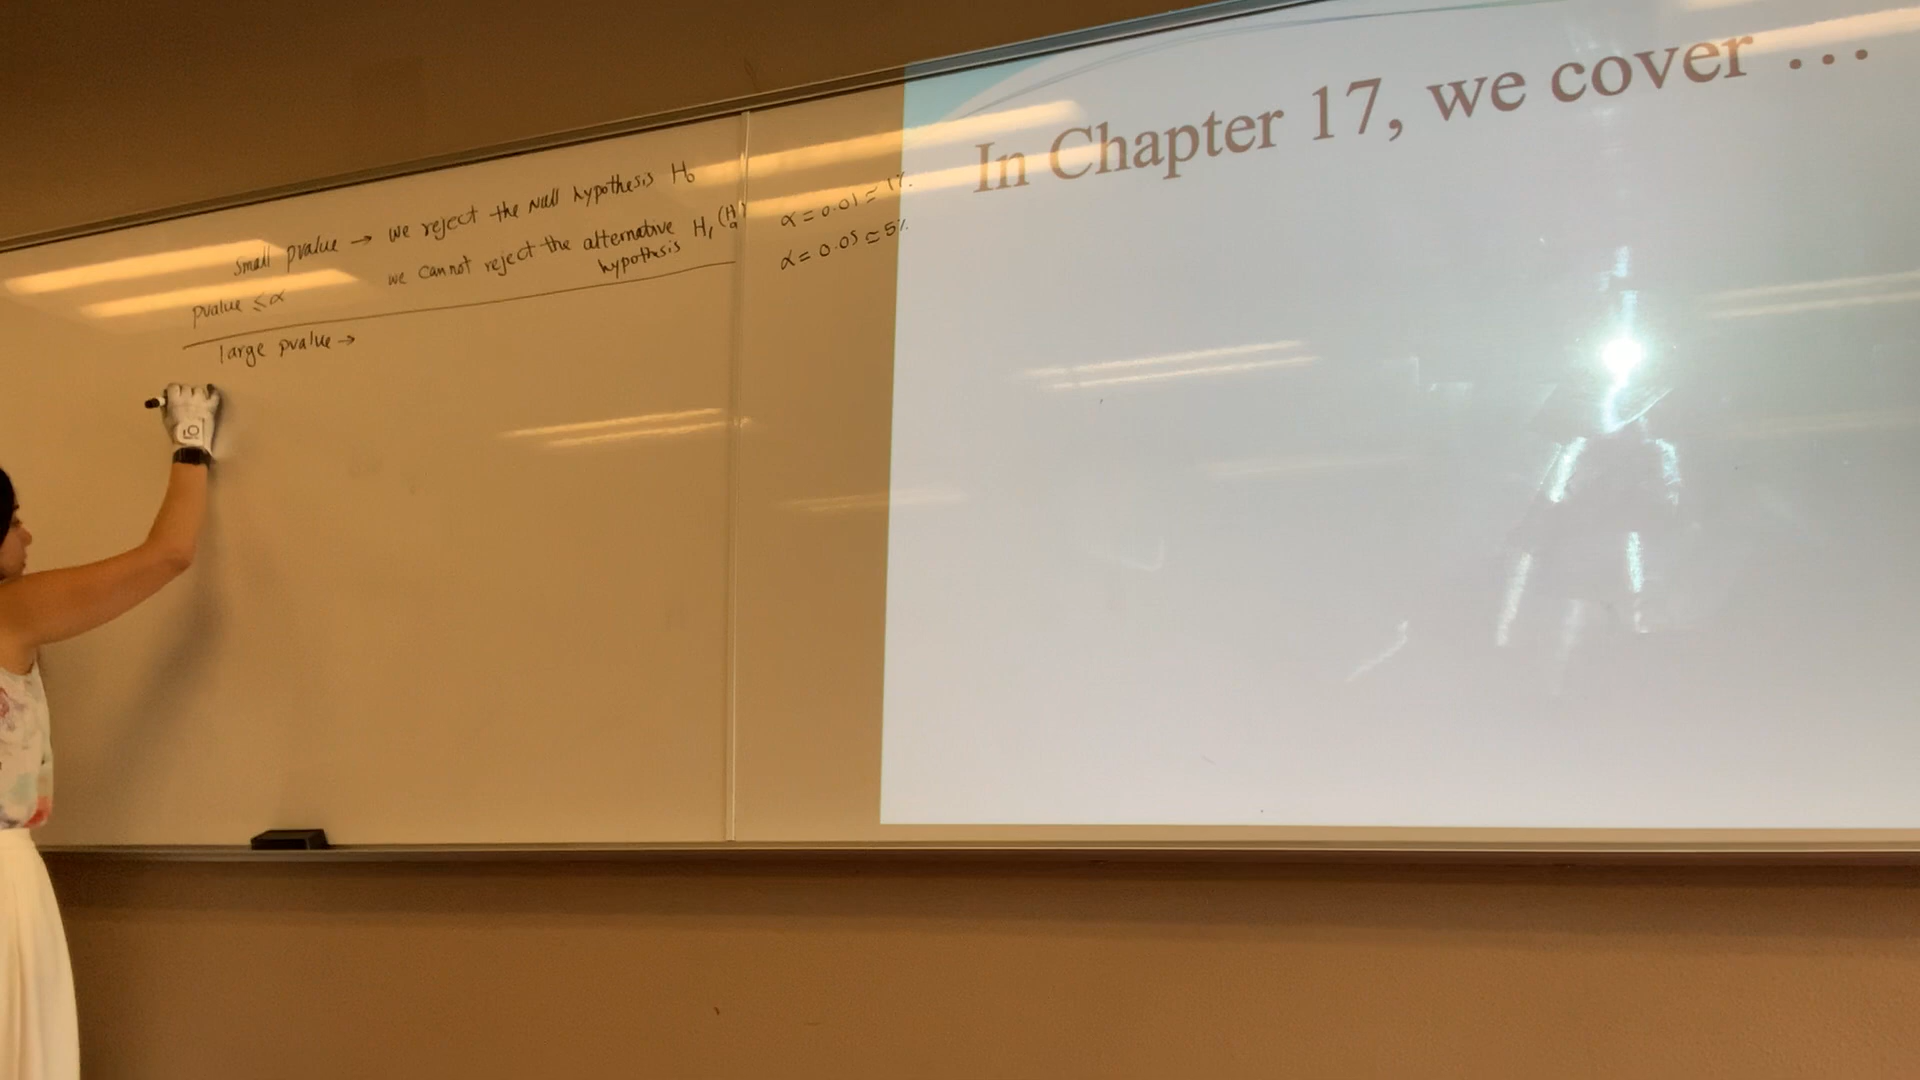 Small pvalue → we reject the null hypothesis H₀
we cannot reject the alternative H₁ (Hₐ)
hypothesis
pvalue ≤ α
large pvalue →
α = 0.01 = 1%
α = 0.05 = 5%
In Chapter 17, we cover …